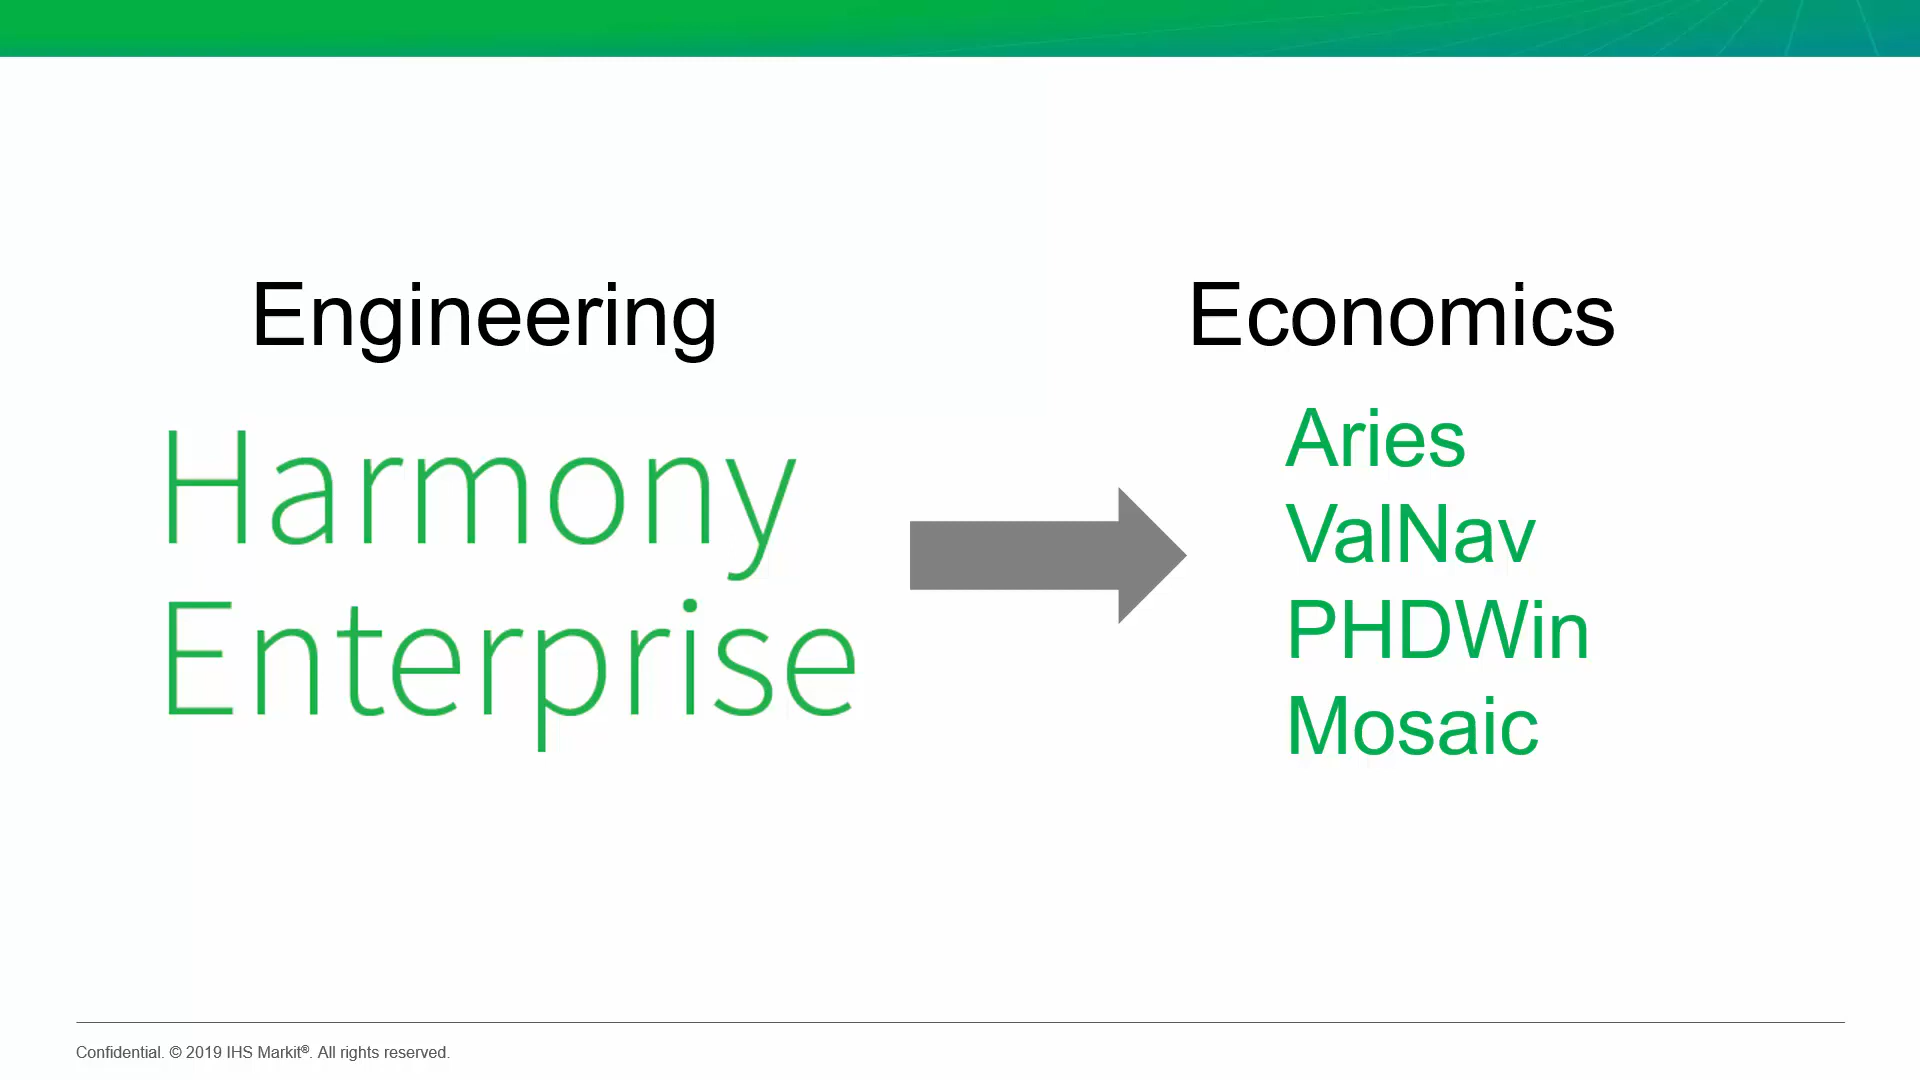 Engineering
Economics
Harmony
Enterprise
Aries
ValNav
PHDWin
Mosaic
Confidential. © 2019 IHS Markit®. All rights reserved.